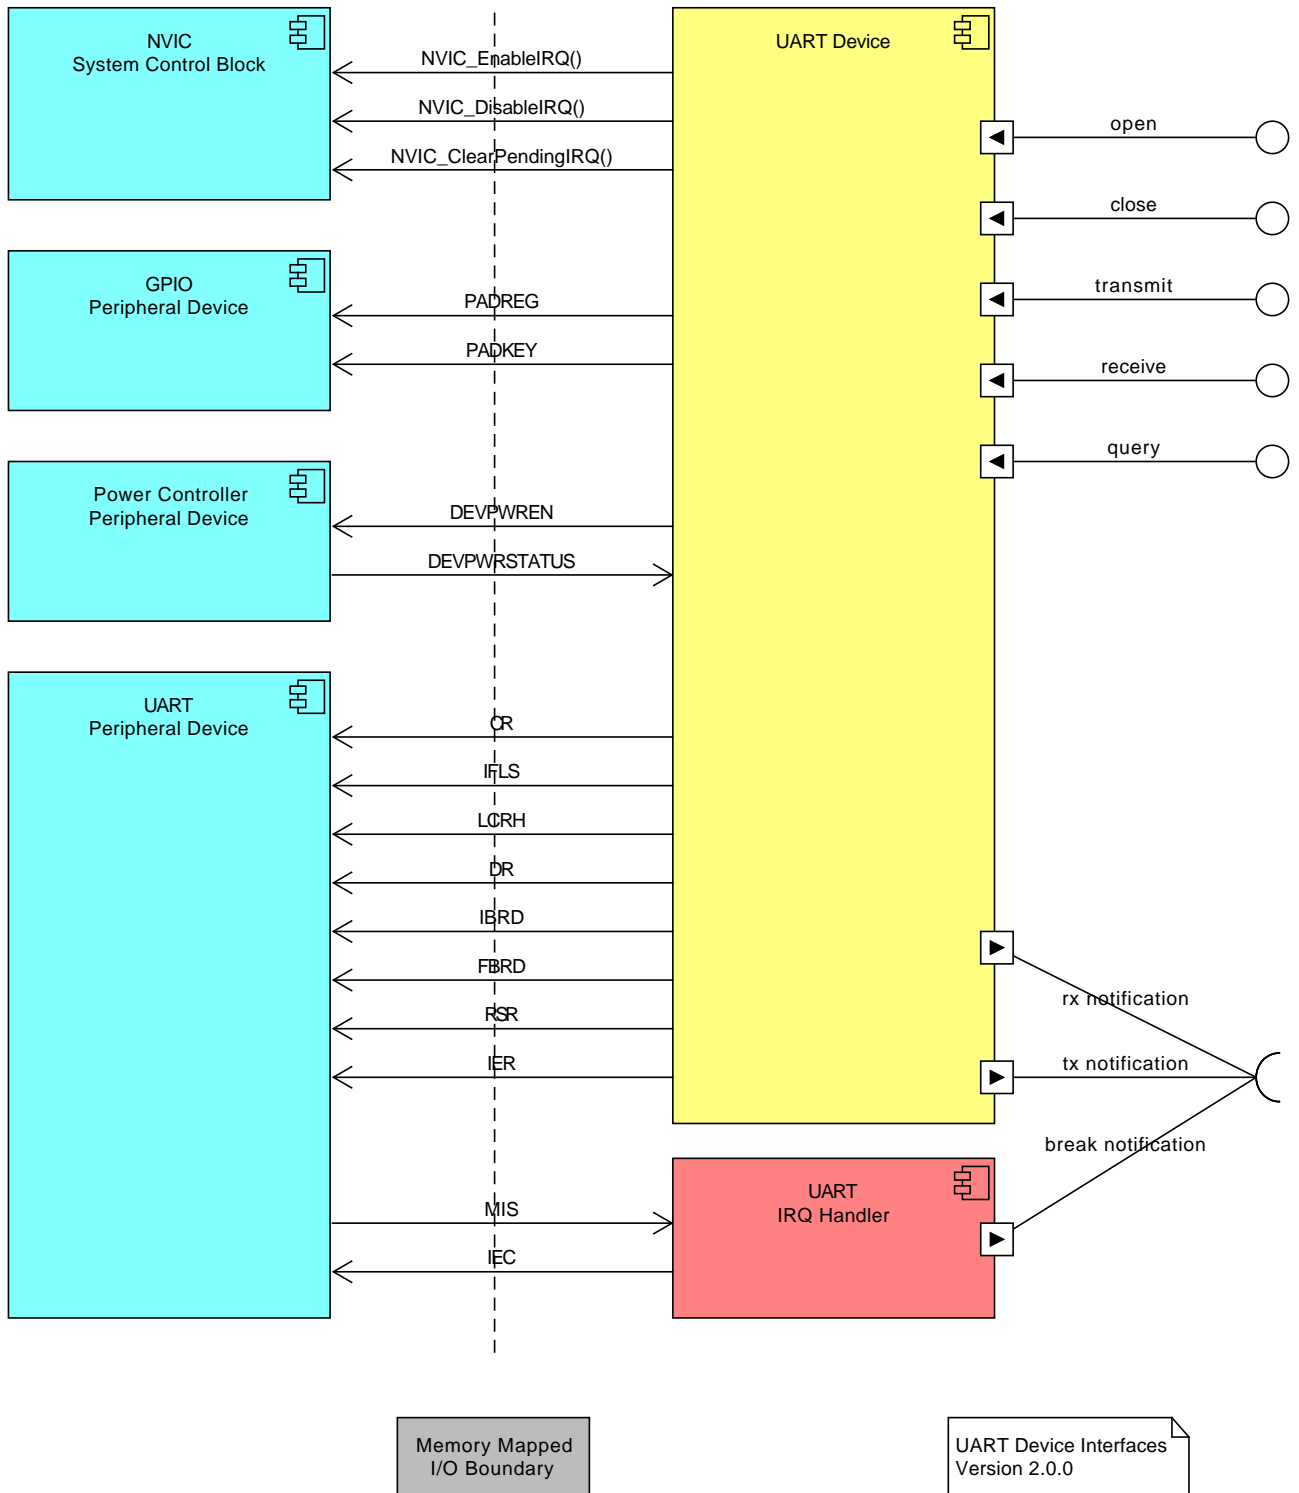 NVIC
System Control Block
UART Device
NVIC_EnableIRQ()
NVIC_DisableIRQ()
NVIC_ClearPendingIRQ()
open
close
transmit
receive
query
GPIO
Peripheral Device
PADREG
PADKEY
Power Controller
Peripheral Device
DEVPWREN
DEVPWRSTATUS
UART
Peripheral Device
CR
IFLS
LCRH
DR
IBRD
FBRD
RSR
IER
rx notification
tx notification
break notification
UART
IRQ Handler
MIS
IEC
Memory Mapped
I/O Boundary
UART Device Interfaces
Version 2.0.0